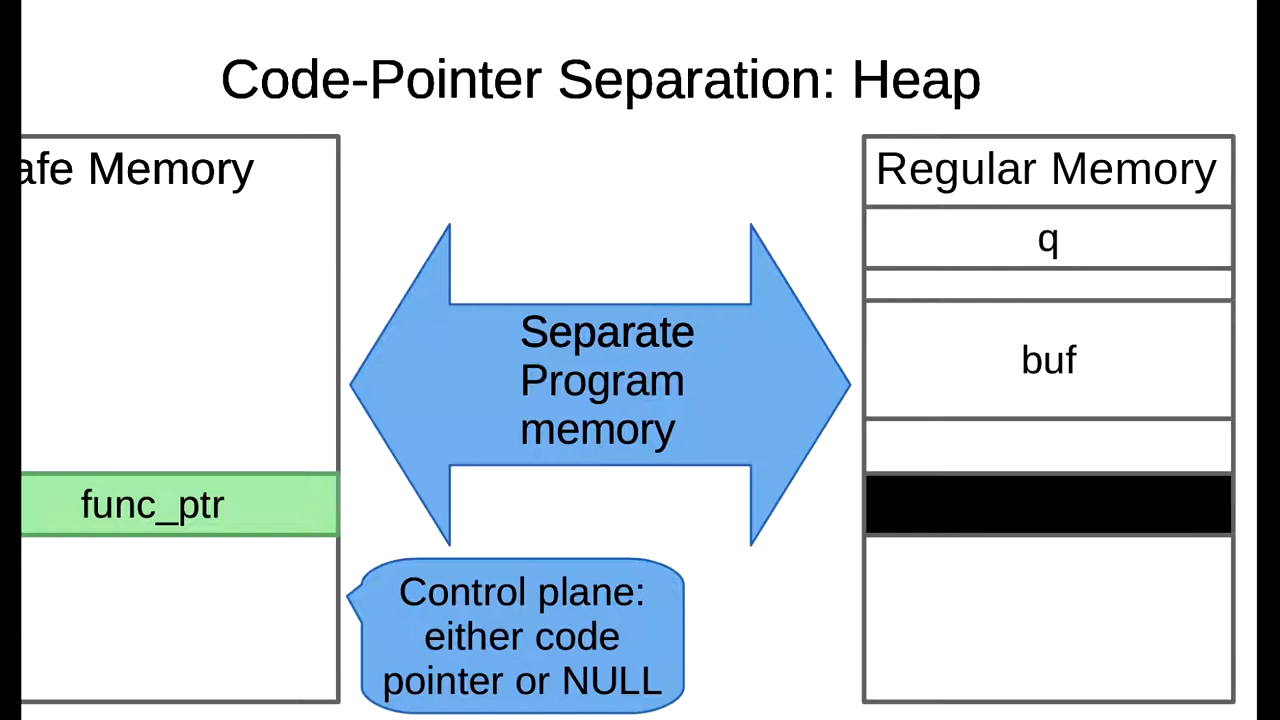 Code-Pointer Separation: Heap
afe Memory
Regular Memory
q
Separate
Program
memory
buf
func_ptr
Control plane:
either code
pointer or NULL